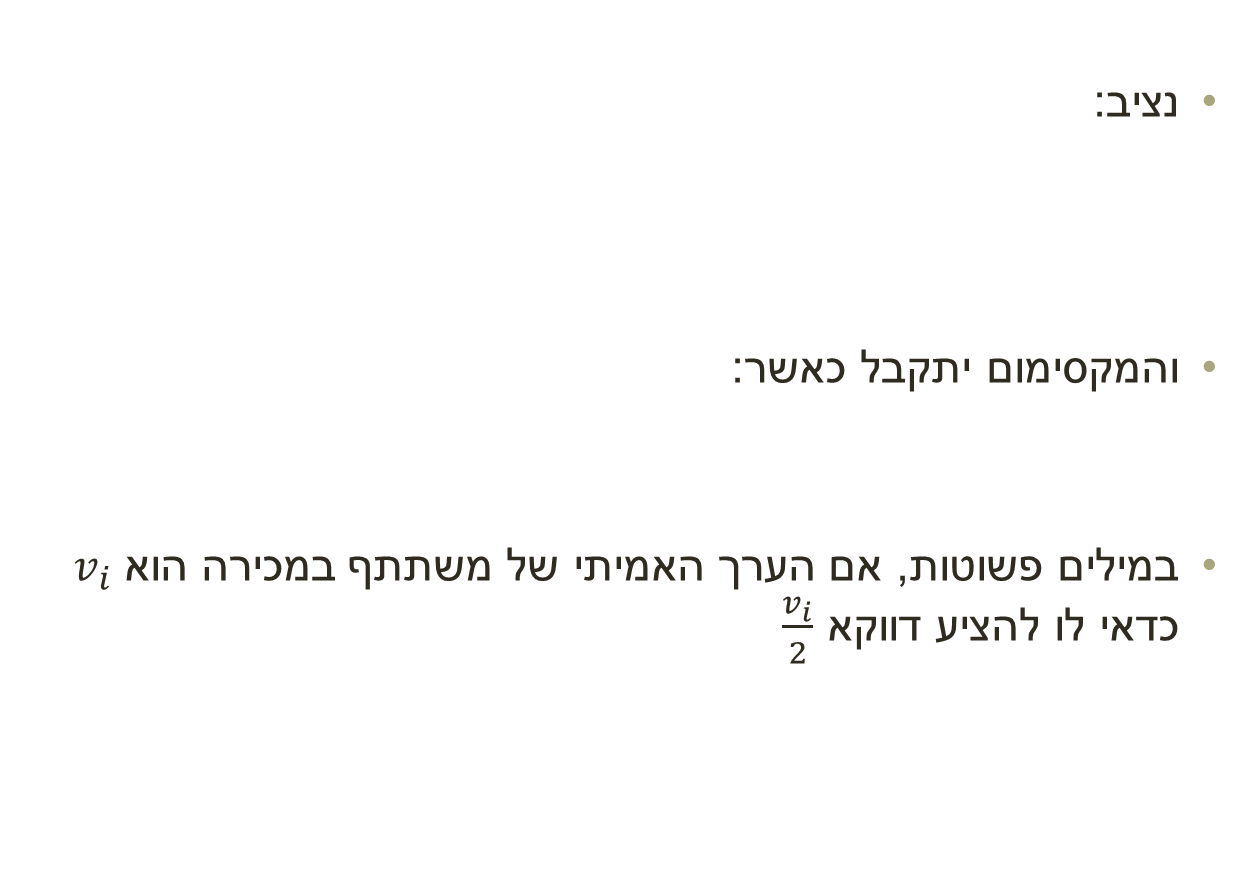 • נציב:
• והמקסימום יתקבל כאשר:
• במילים פשוטות, אם הערך האמיתי של משתתף במכירה הוא $v_i$
כדאי לו להציע דווקא $\frac{v_i}{2}$